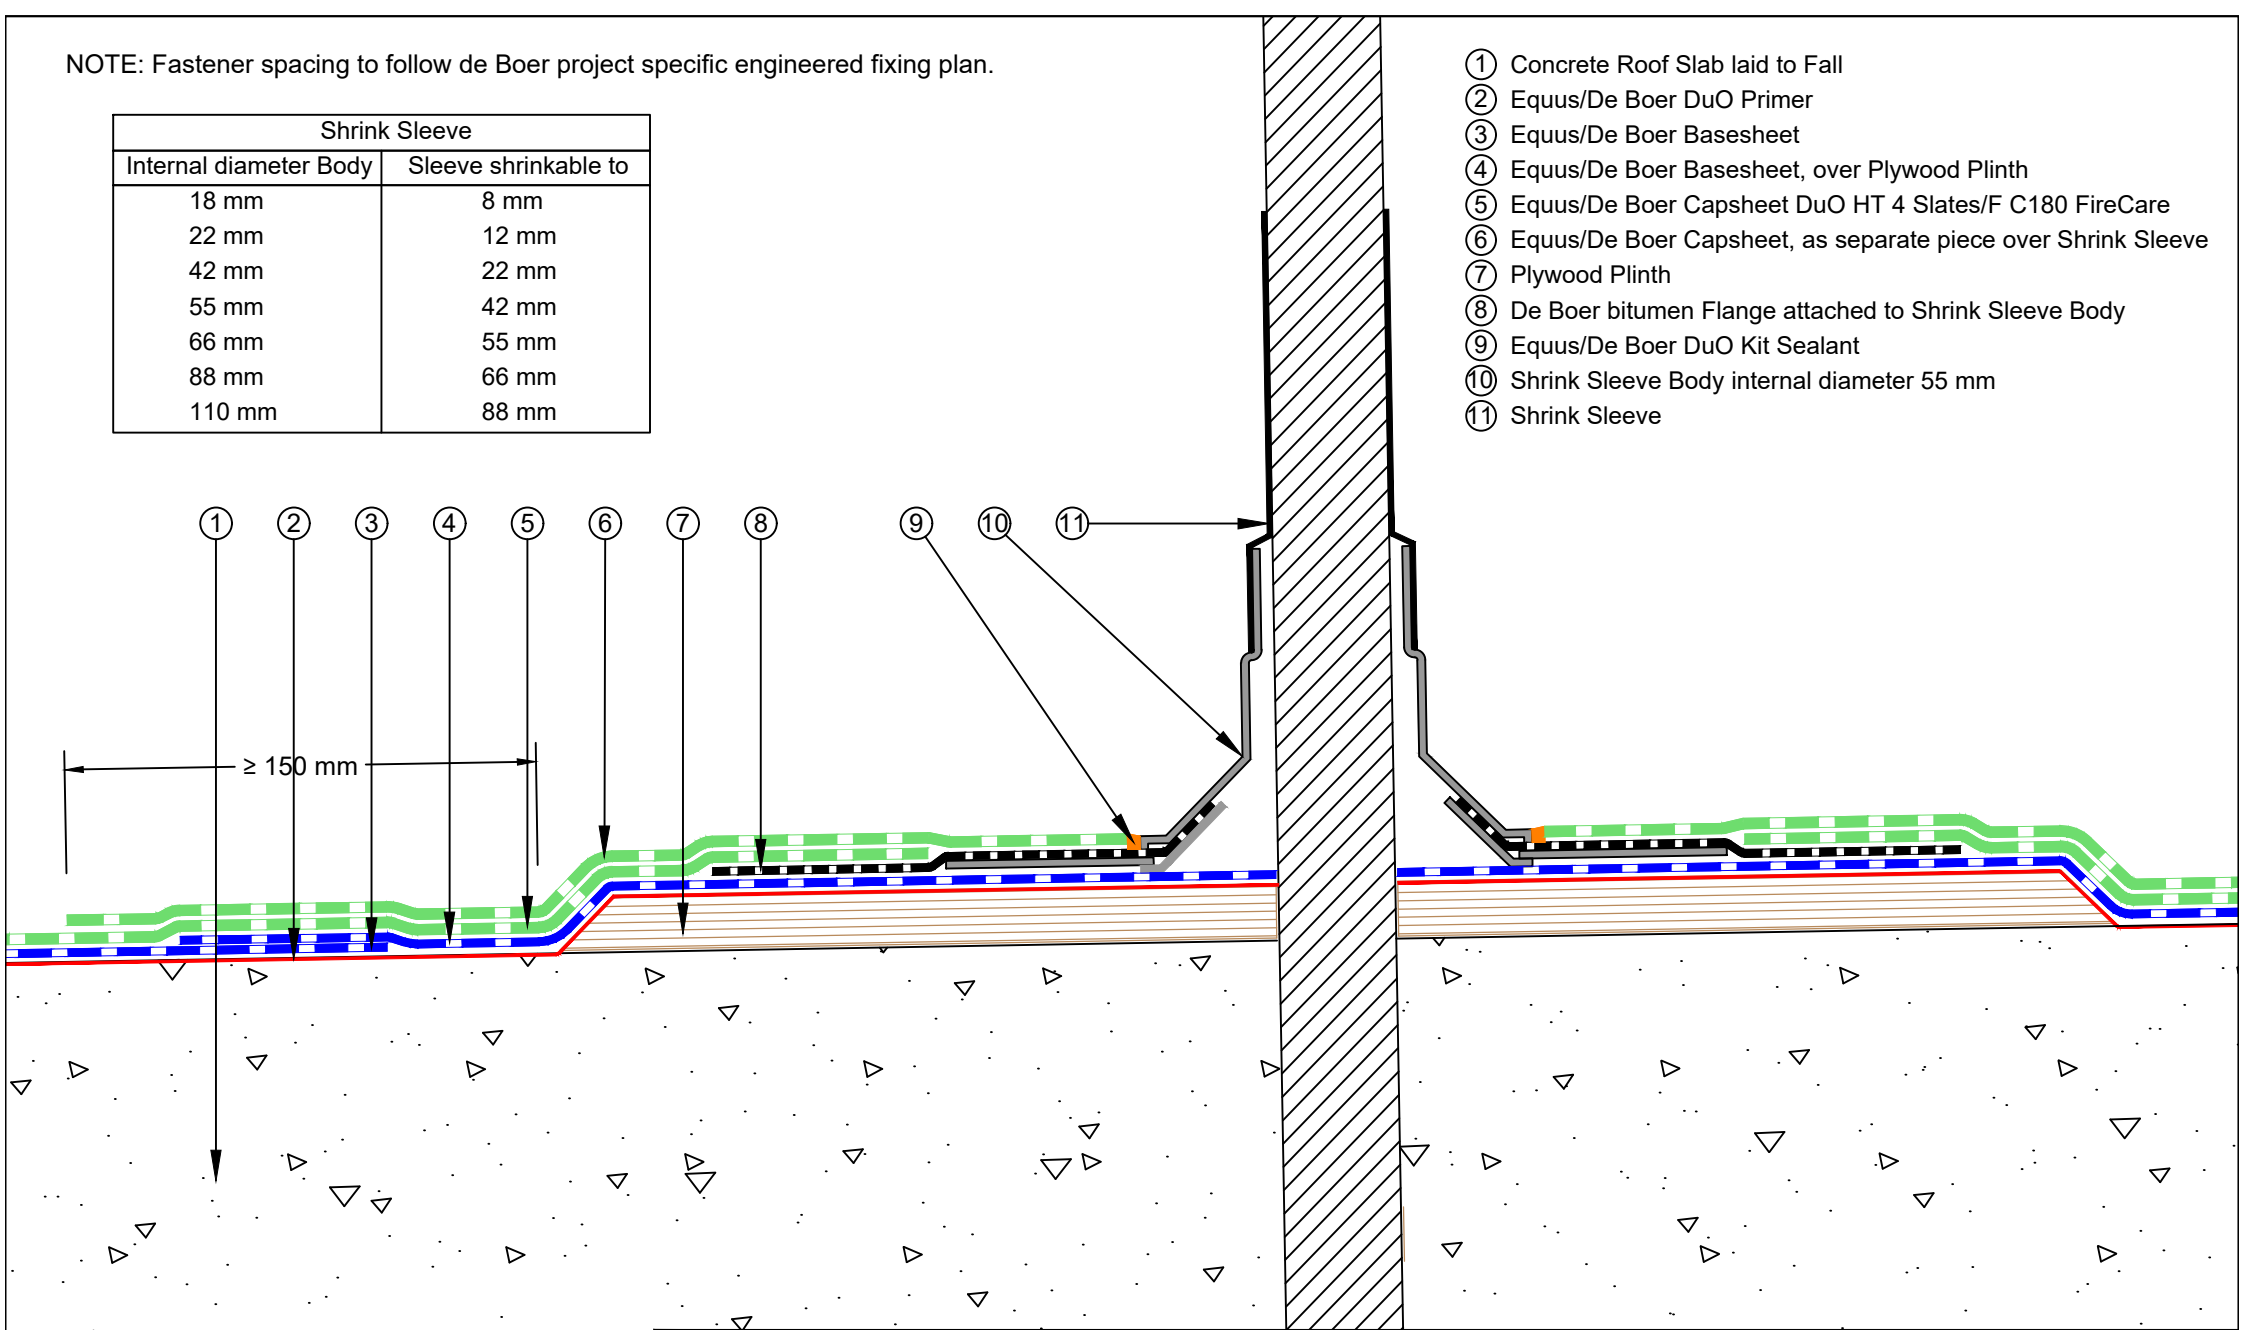 NOTE: Fastener spacing to follow de Boer project specific engineered fixing plan.
Shrink Sleeve
Internal diameter Body Sleeve shrinkable to
18 mm 8 mm
22 mm 12 mm
42 mm 22 mm
55 mm 42 mm
66 mm 55 mm
88 mm 66 mm
110 mm 88 mm
1 Concrete Roof Slab laid to Fall
2 Equus/De Boer DuO Primer
3 Equus/De Boer Basesheet
4 Equus/De Boer Basesheet, over Plywood Plinth
5 Equus/De Boer Capsheet DuO HT 4 Slates/F C180 FireCare
6 Equus/De Boer Capsheet, as separate piece over Shrink Sleeve
7 Plywood Plinth
8 De Boer bitumen Flange attached to Shrink Sleeve Body
9 Equus/De Boer DuO Kit Sealant
10 Shrink Sleeve Body internal diameter 55 mm
11 Shrink Sleeve
1 2 3 4 5 6 7 8 9 10 11
≥ 150 mm